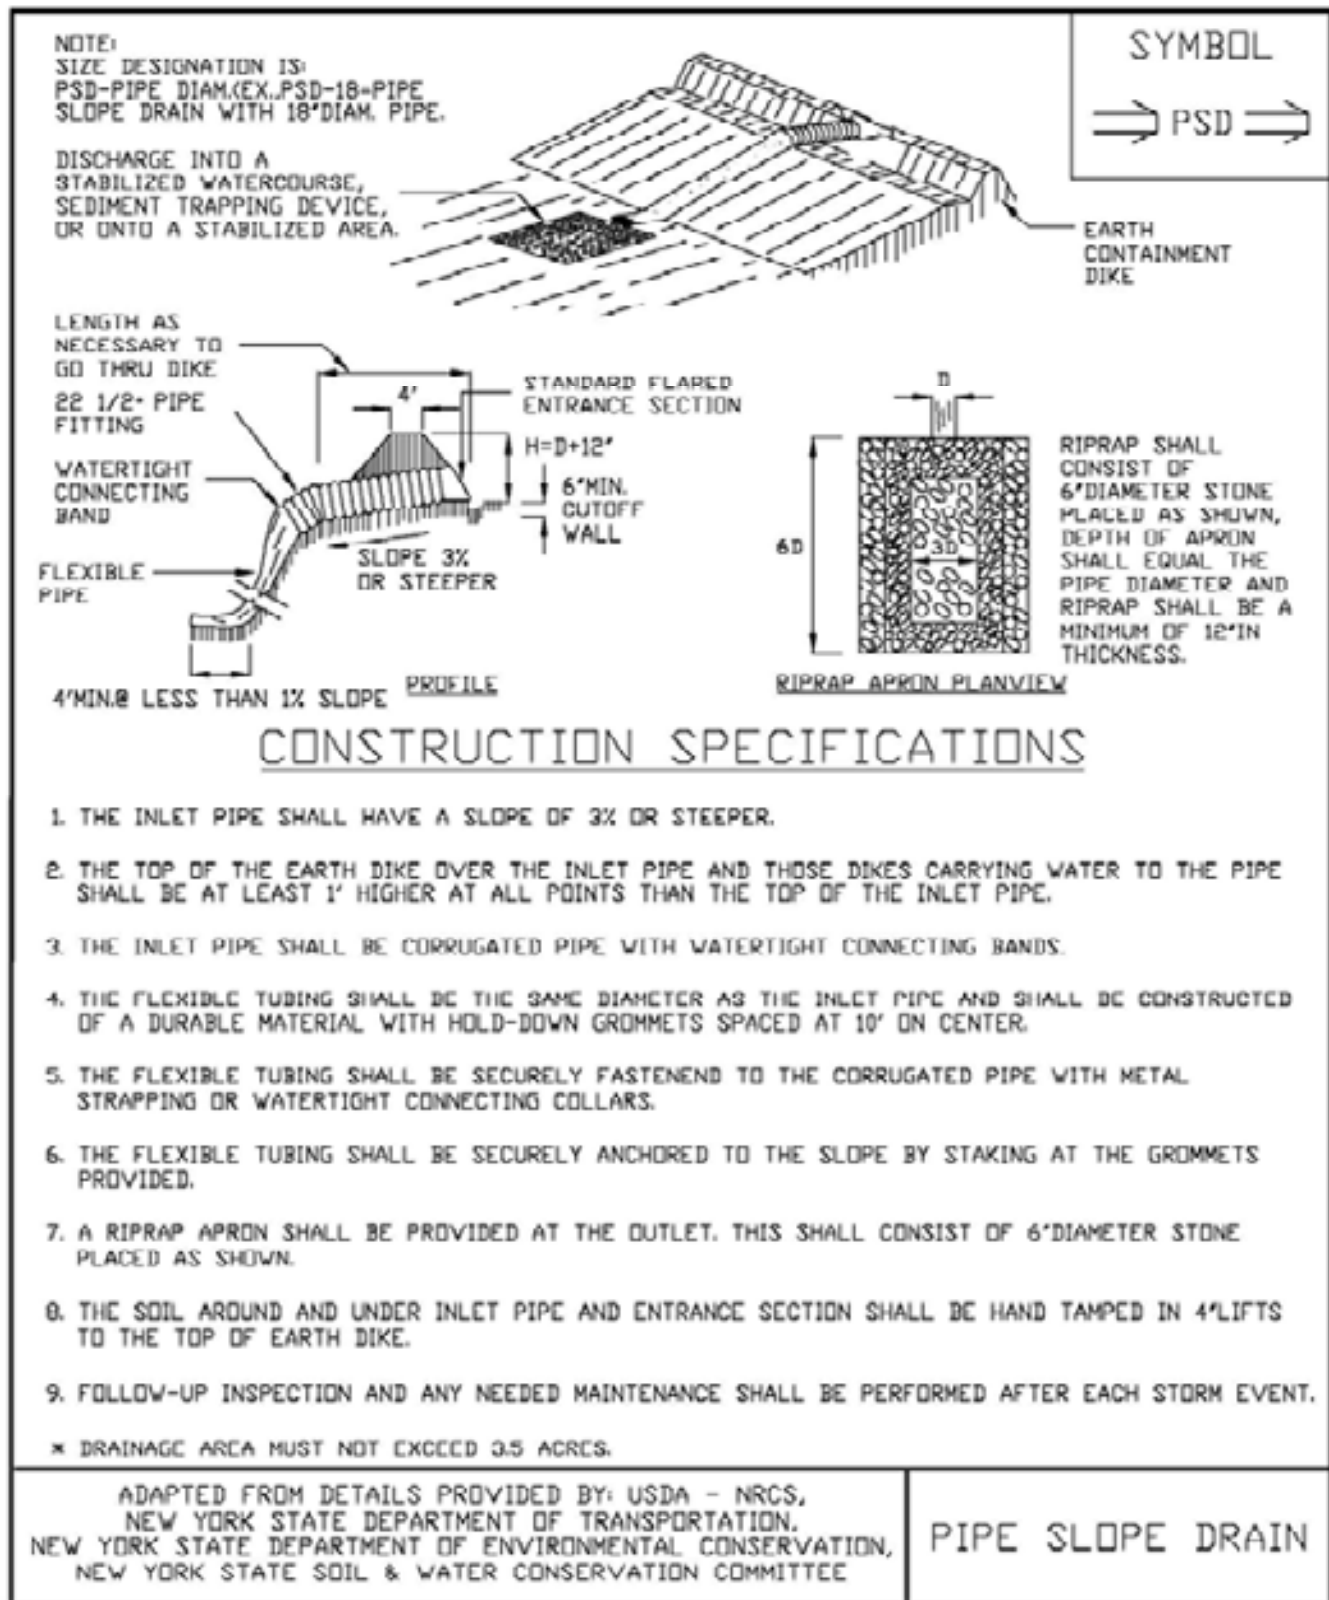 NOTE:
SIZE DESIGNATION IS:
PSD-PIPE DIAM.(EX.,PSD-18=PIPE
SLOPE DRAIN WITH 18"DIAM. PIPE.
SYMBOL
PSD
DISCHARGE INTO A
STABILIZED WATERCOURSE,
SEDIMENT TRAPPING DEVICE,
OR ONTO A STABILIZED AREA.
EARTH
CONTAINMENT
DIKE
LENGTH AS
NECESSARY TO
GO THRU DIKE
22 1/2° PIPE
FITTING
WATERTIGHT
CONNECTING
BAND
FLEXIBLE
PIPE
4'
STANDARD FLARED
ENTRANCE SECTION
H=D+12"
6"MIN.
CUTOFF
WALL
SLOPE 3%
OR STEEPER
4'MIN.@ LESS THAN 1% SLOPE
PROFILE
D
6D
3D
RIPRAP SHALL
CONSIST OF
6"DIAMETER STONE
PLACED AS SHOWN,
DEPTH OF APRON
SHALL EQUAL THE
PIPE DIAMETER AND
RIPRAP SHALL BE A
MINIMUM OF 12"IN
THICKNESS.
RIPRAP APRON PLANVIEW
CONSTRUCTION SPECIFICATIONS
1. THE INLET PIPE SHALL HAVE A SLOPE OF 3% OR STEEPER.
2. THE TOP OF THE EARTH DIKE OVER THE INLET PIPE AND THOSE DIKES CARRYING WATER TO THE PIPE
SHALL BE AT LEAST 1' HIGHER AT ALL POINTS THAN THE TOP OF THE INLET PIPE.
3. THE INLET PIPE SHALL BE CORRUGATED PIPE WITH WATERTIGHT CONNECTING BANDS.
4. THE FLEXIBLE TUBING SHALL BE THE SAME DIAMETER AS THE INLET PIPE AND SHALL BE CONSTRUCTED
OF A DURABLE MATERIAL WITH HOLD-DOWN GROMMETS SPACED AT 10' ON CENTER.
5. THE FLEXIBLE TUBING SHALL BE SECURELY FASTENEND TO THE CORRUGATED PIPE WITH METAL
STRAPPING OR WATERTIGHT CONNECTING COLLARS.
6. THE FLEXIBLE TUBING SHALL BE SECURELY ANCHORED TO THE SLOPE BY STAKING AT THE GROMMETS
PROVIDED.
7. A RIPRAP APRON SHALL BE PROVIDED AT THE OUTLET. THIS SHALL CONSIST OF 6"DIAMETER STONE
PLACED AS SHOWN.
8. THE SOIL AROUND AND UNDER INLET PIPE AND ENTRANCE SECTION SHALL BE HAND TAMPED IN 4"LIFTS
TO THE TOP OF EARTH DIKE.
9. FOLLOW-UP INSPECTION AND ANY NEEDED MAINTENANCE SHALL BE PERFORMED AFTER EACH STORM EVENT.
* DRAINAGE AREA MUST NOT EXCEED 3.5 ACRES.
ADAPTED FROM DETAILS PROVIDED BY: USDA - NRCS,
NEW YORK STATE DEPARTMENT OF TRANSPORTATION,
NEW YORK STATE DEPARTMENT OF ENVIRONMENTAL CONSERVATION,
NEW YORK STATE SOIL & WATER CONSERVATION COMMITTEE
PIPE SLOPE DRAIN